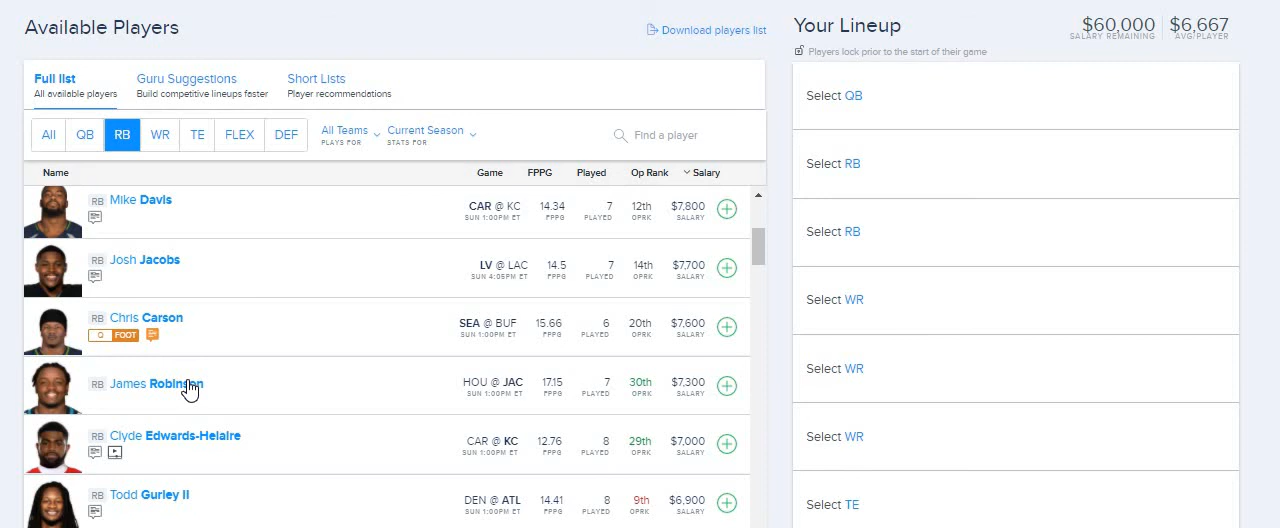 Available Players
Download players list
Your Lineup
$60,000 $6,667
SALARY REMAINING AVG/PLAYER
Players lock prior to the start of their game
Full list Guru Suggestions Short Lists
All available players Build competitive lineups faster Player recommendations
All QB RB WR TE FLEX DEF
All Teams Current Season
PLAYS FOR STATS FOR
Find a player
Name Game FPPG Played Op Rank Salary
RB Mike Davis CAR @ KC 14.34 7 12th $7,800
SUN 1:00PM ET FPPG PLAYED OPRK SALARY
RB Josh Jacobs LV @ LAC 14.5 7 14th $7,700
SUN 4:05PM ET FPPG PLAYED OPRK SALARY
RB Chris Carson SEA @ BUF 15.66 6 20th $7,600
Q FOOT SUN 1:00PM ET FPPG PLAYED OPRK SALARY
RB James Robinson HOU @ JAC 17.15 7 30th $7,300
SUN 1:00PM ET FPPG PLAYED OPRK SALARY
RB Clyde Edwards-Helaire CAR @ KC 12.76 8 29th $7,000
SUN 1:00PM ET FPPG PLAYED OPRK SALARY
RB Todd Gurley II DEN @ ATL 14.41 8 9th $6,900
SUN 1:00PM ET FPPG PLAYED OPRK SALARY
Select QB
Select RB
Select RB
Select WR
Select WR
Select WR
Select TE